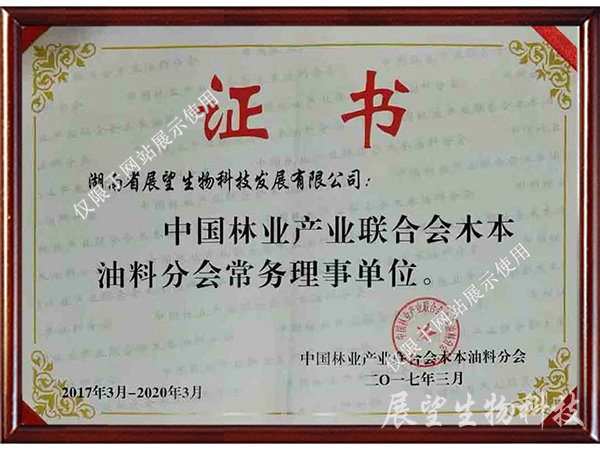 证 书
湖南省展望生物科技发展有限公司：
中国林业产业联合会木本
油料分会常务理事单位。
中国林业产业联合会木本油料分会
二〇一七年三月
2017年3月-2020年3月
仅限于网站展示使用
仅限于网站展示使用
展望生物科技